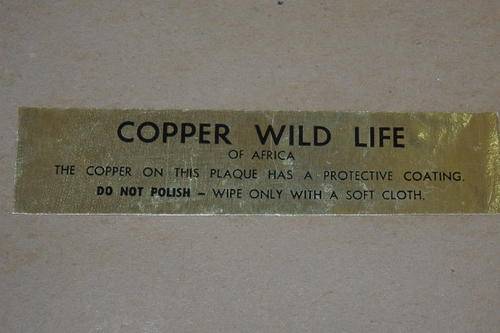 COPPER WILD LIFE
OF AFRICA
THE COPPER ON THIS PLAQUE HAS A PROTECTIVE COATING.
DO NOT POLISH – WIPE ONLY WITH A SOFT CLOTH.